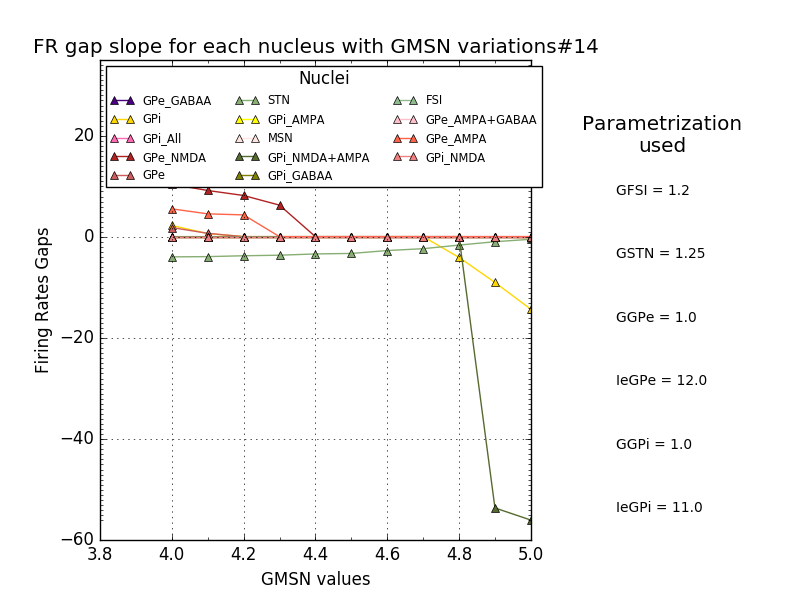 FR gap slope for each nucleus with GMSN variations#14
Nuclei
GPe_GABAA STN FSI
GPi GPi_AMPA GPe_AMPA+GABAA
GPi_All MSN GPe_AMPA
GPe_NMDA GPi_NMDA+AMPA GPi_NMDA
GPe GPi_GABAA
20
0
−20
−40
−60
Firing Rates Gaps
3.8 4.0 4.2 4.4 4.6 4.8 5.0
GMSN values
Parametrization
used
GFSI = 1.2
GSTN = 1.25
GGPe = 1.0
IeGPe = 12.0
GGPi = 1.0
IeGPi = 11.0